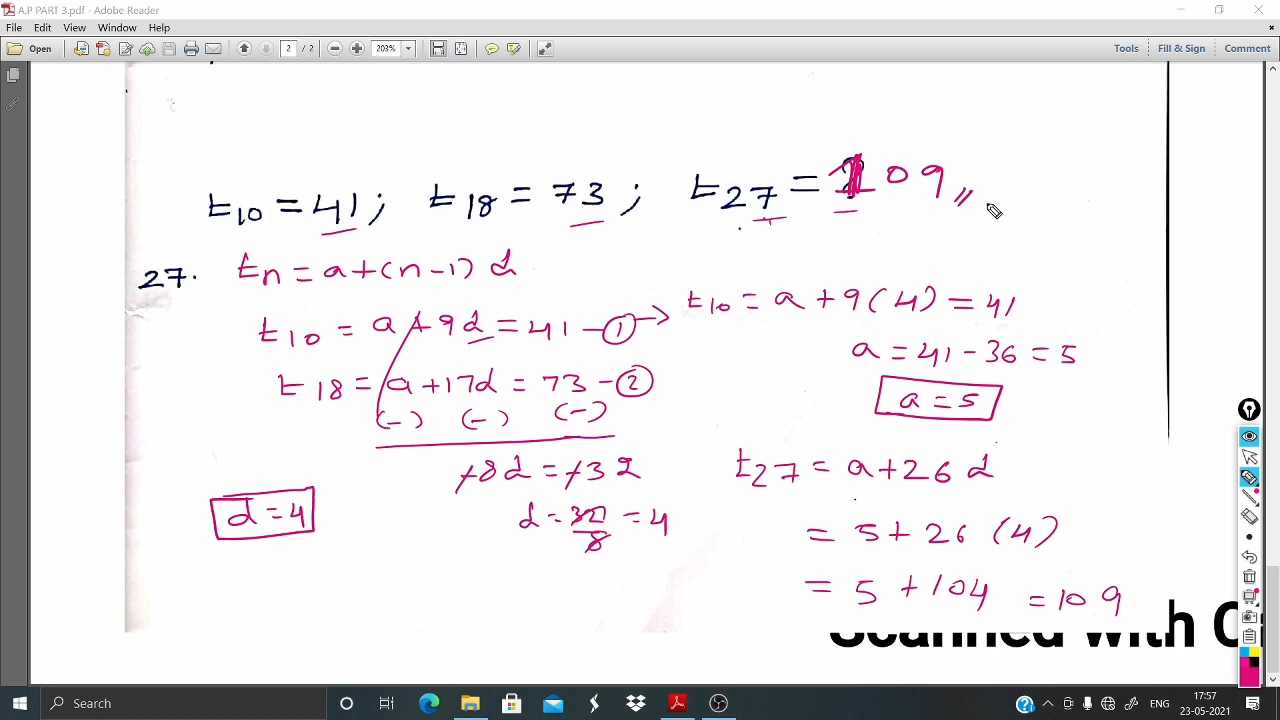 A.P PART 3.pdf - Adobe Reader
File Edit View Window Help
Open 2 / 2 203% Tools Fill & Sign Comment
t10 = 41 ; t18 = 73 ; t27 = 109 //
27. tn = a + (n-1) d
t10 = a + 9d = 41 - ①
t18 = a + 17d = 73 - ②
(-) (-) (-)
-8d = -32
d = 32/8 = 4
d = 4
t10 = a + 9(4) = 41
a = 41 - 36 = 5
a = 5
t27 = a + 26 d
= 5 + 26 (4)
= 5 + 104 = 109
Scanned with C
Search
ENG
17:57
23-05-2021